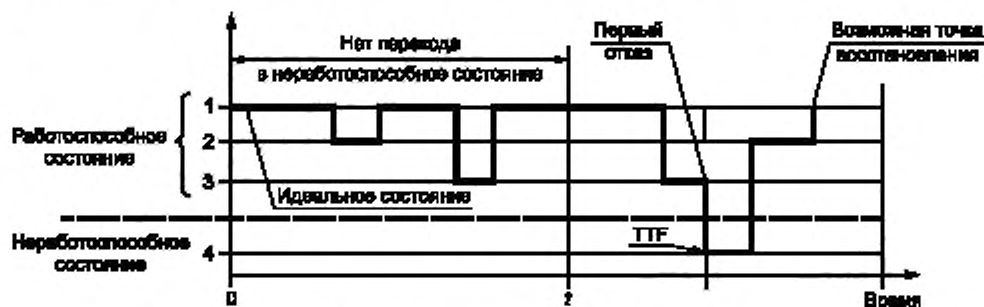 Нет перехода
в неработоспособное состояние
Первый
отказ
Возможная точка
восстановления
Работоспособное
состояние
1
2
3
Идеальное состояние
Неработоспособное
состояние
4
TTF
0
t
Время